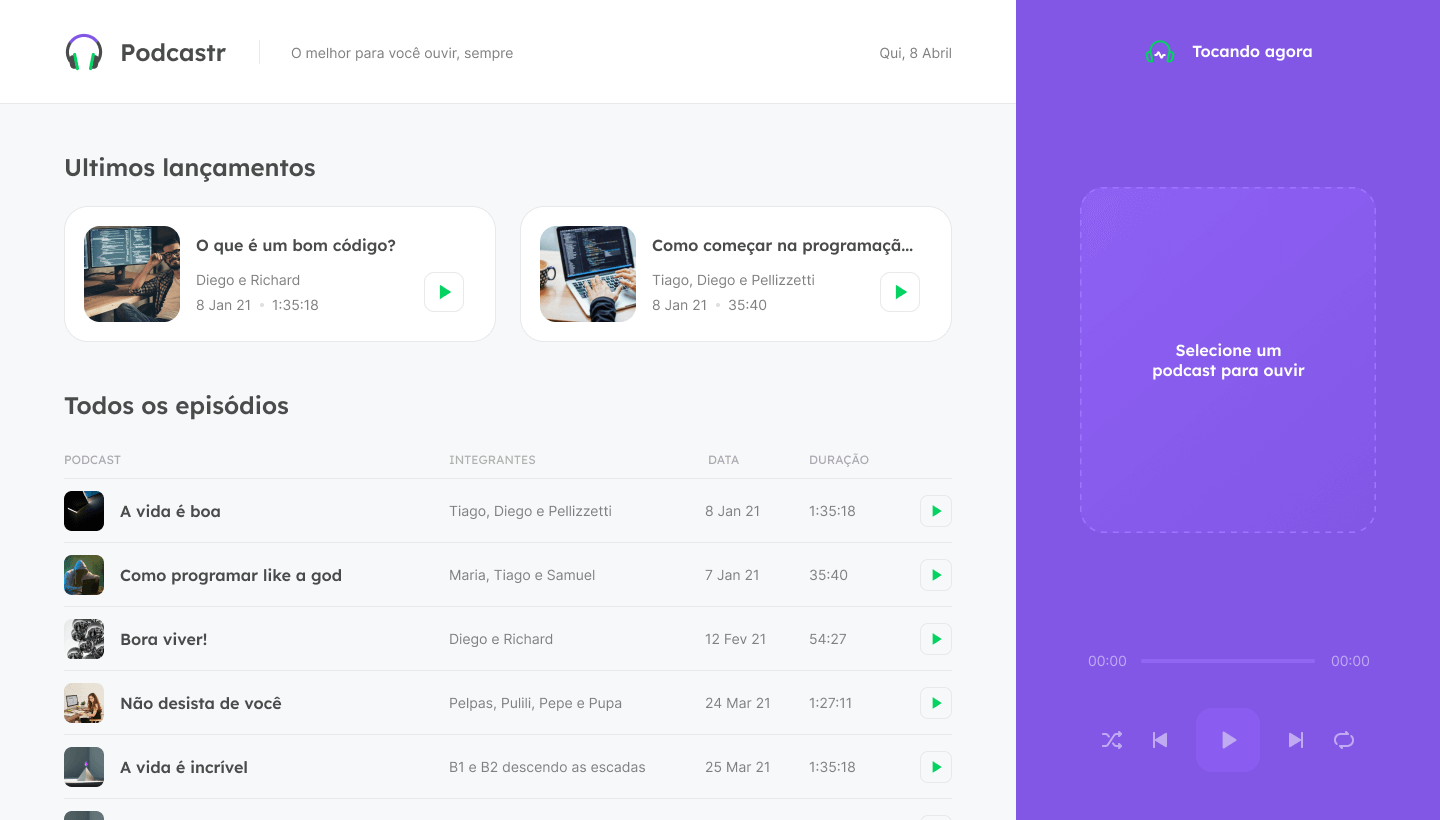 Podcastr
O melhor para você ouvir, sempre
Qui, 8 Abril
Tocando agora
Ultimos lançamentos
O que é um bom código?
Diego e Richard
8 Jan 21 • 1:35:18
Como começar na programaçã...
Tiago, Diego e Pellizzetti
8 Jan 21 • 35:40
Todos os episódios
PODCAST INTEGRANTES DATA DURAÇÃO
A vida é boa Tiago, Diego e Pellizzetti 8 Jan 21 1:35:18
Como programar like a god Maria, Tiago e Samuel 7 Jan 21 35:40
Bora viver! Diego e Richard 12 Fev 21 54:27
Não desista de você Pelpas, Pulili, Pepe e Pupa 24 Mar 21 1:27:11
A vida é incrível B1 e B2 descendo as escadas 25 Mar 21 1:35:18
Selecione um
podcast para ouvir
00:00 00:00